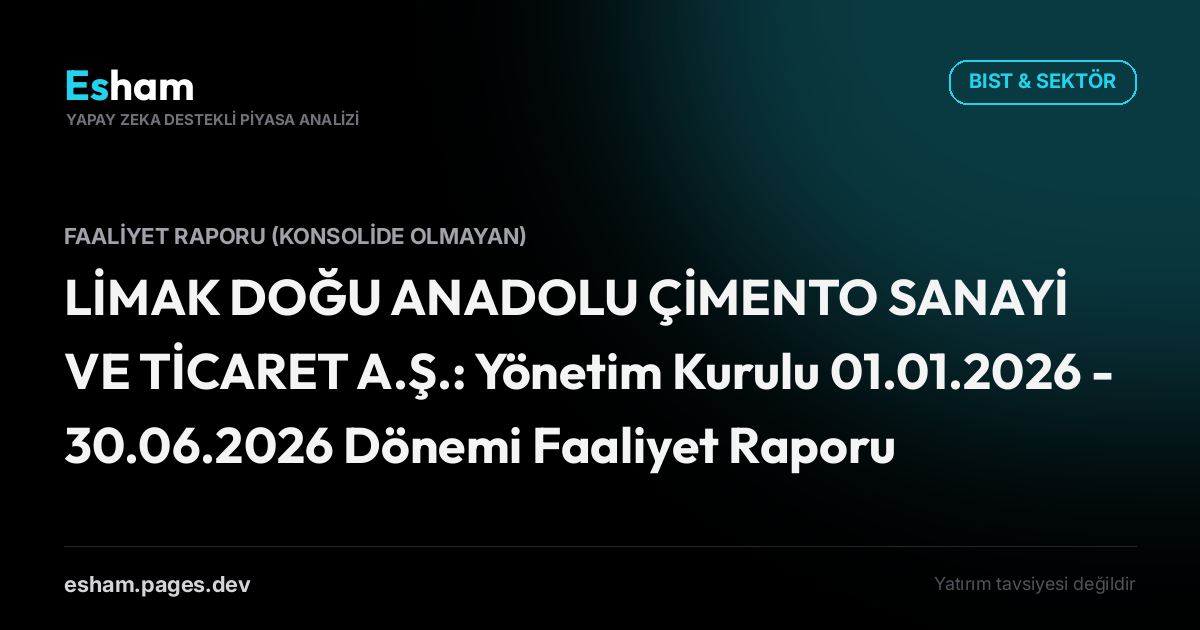 Esham
YAPAY ZEKA DESTEKLİ PİYASA ANALİZİ
BIST & SEKTÖR
FAALİYET RAPORU (KONSOLİDE OLMAYAN)
LİMAK DOĞU ANADOLU ÇİMENTO SANAYİ
VE TİCARET A.Ş.: Yönetim Kurulu 01.01.2026 -
30.06.2026 Dönemi Faaliyet Raporu
esham.pages.dev
Yatırım tavsiyesi değildir